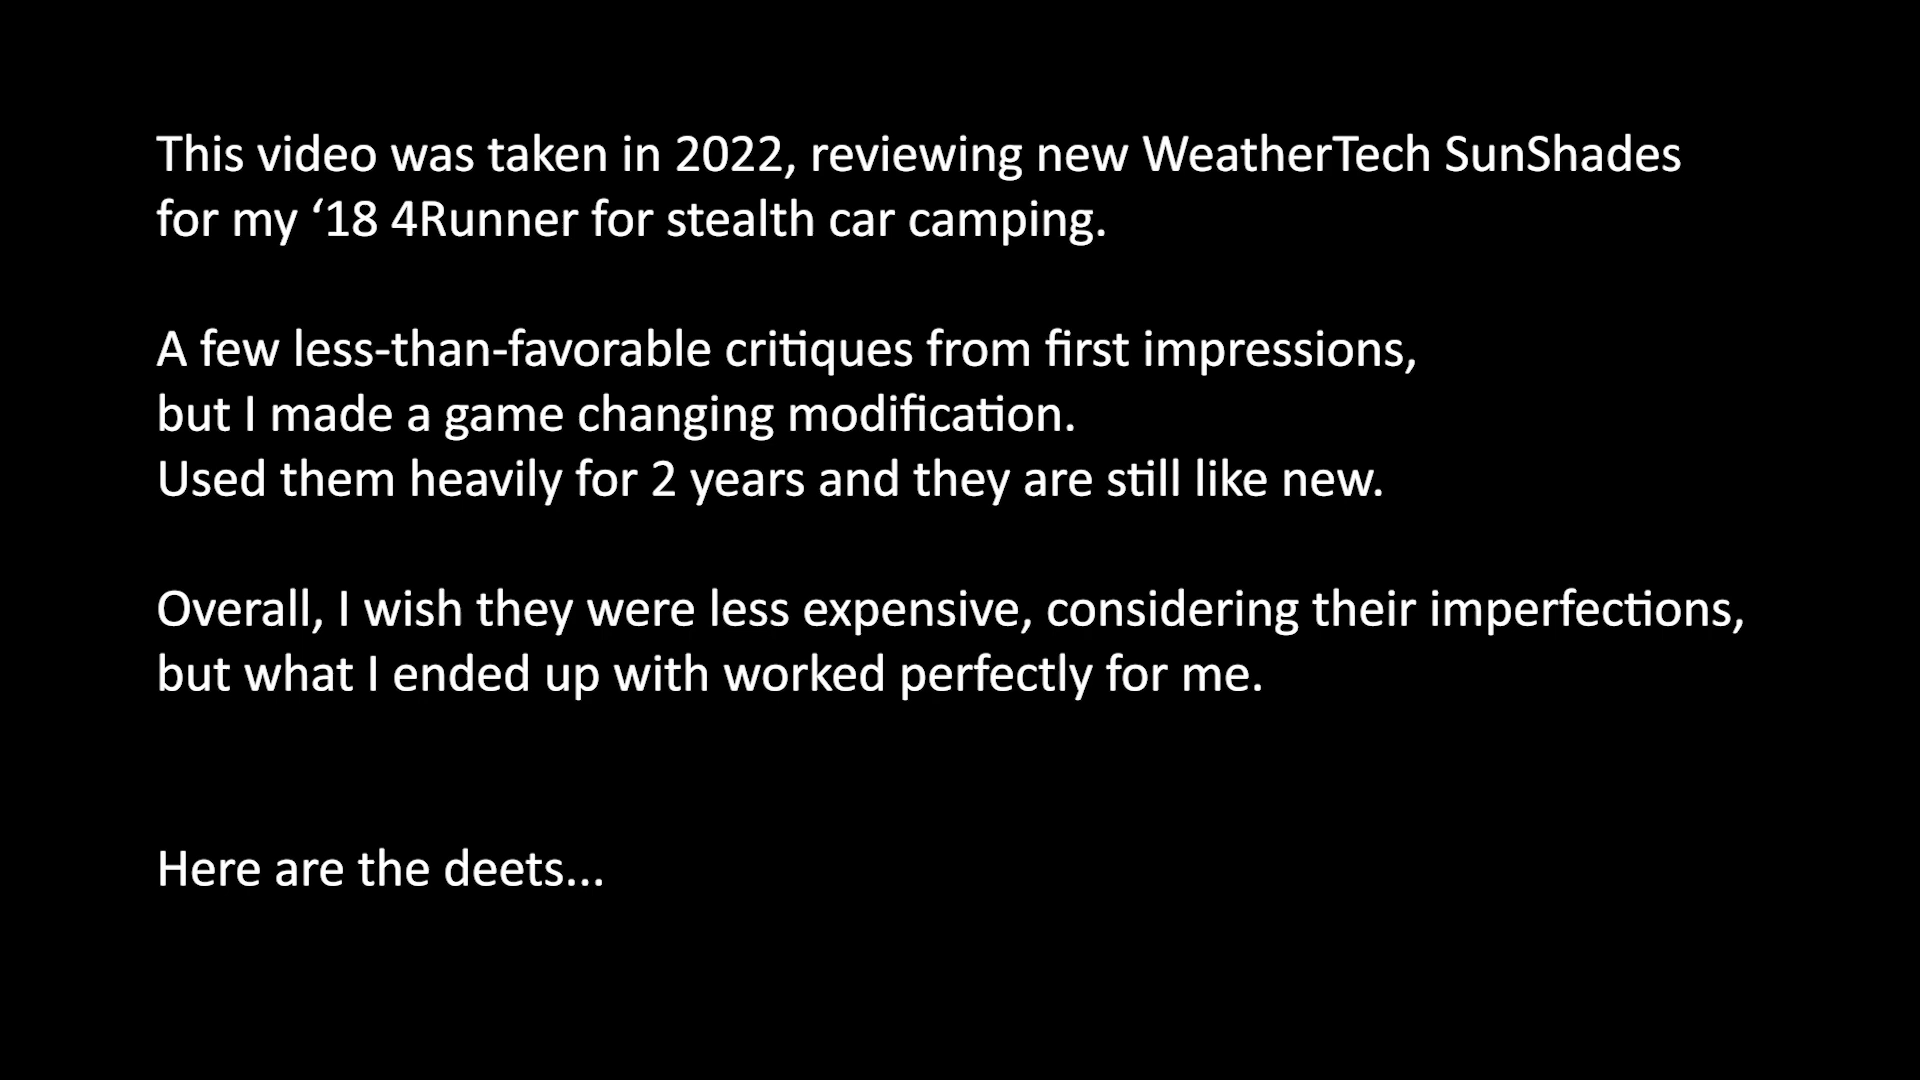 This video was taken in 2022, reviewing new WeatherTech SunShades
for my ‘18 4Runner for stealth car camping.
A few less-than-favorable critiques from first impressions,
but I made a game changing modification.
Used them heavily for 2 years and they are still like new.
Overall, I wish they were less expensive, considering their imperfections,
but what I ended up with worked perfectly for me.
Here are the deets...